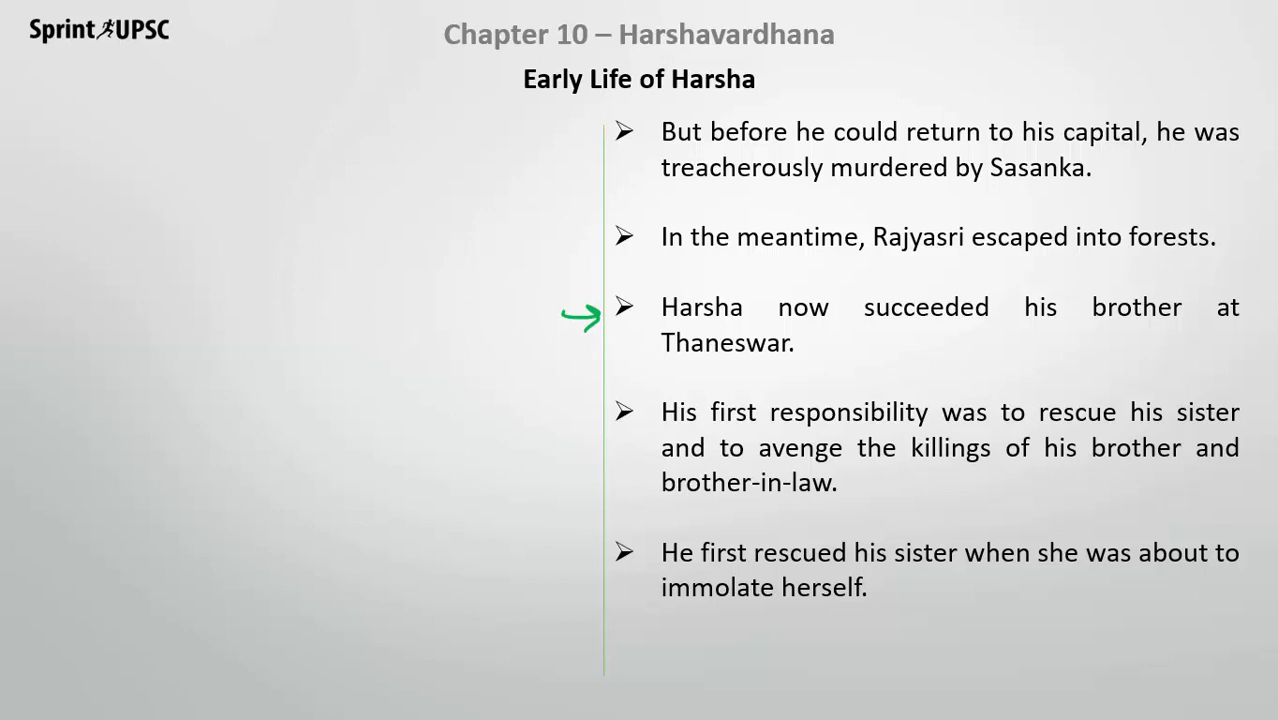 Sprint UPSC
Chapter 10 – Harshavardhana
Early Life of Harsha
➢ But before he could return to his capital, he was
treacherously murdered by Sasanka.
➢ In the meantime, Rajyasri escaped into forests.
➢ Harsha now succeeded his brother at
Thaneswar.
➢ His first responsibility was to rescue his sister
and to avenge the killings of his brother and
brother-in-law.
➢ He first rescued his sister when she was about to
immolate herself.